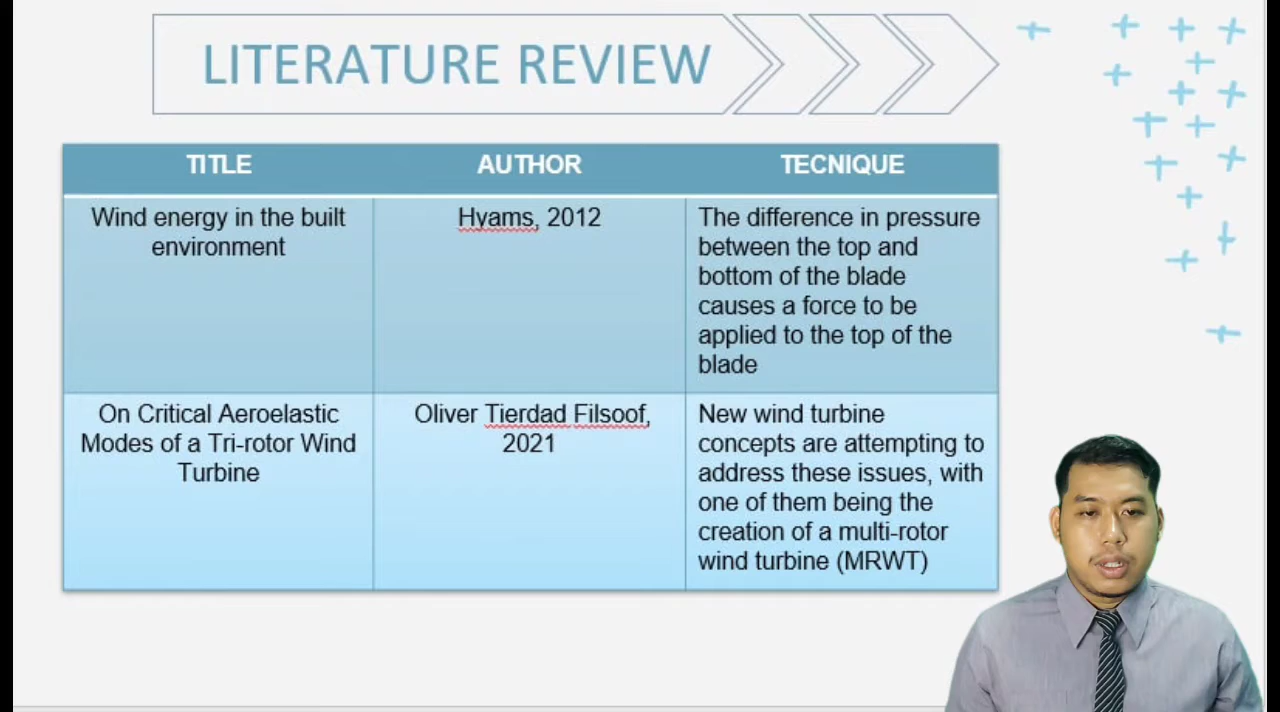 LITERATURE REVIEW
TITLE
AUTHOR
TECNIQUE
Wind energy in the built
environment
Hyams, 2012
The difference in pressure
between the top and
bottom of the blade
causes a force to be
applied to the top of the
blade
On Critical Aeroelastic
Modes of a Tri-rotor Wind
Turbine
Oliver Tierdad Filsoof,
2021
New wind turbine
concepts are attempting to
address these issues, with
one of them being the
creation of a multi-rotor
wind turbine (MRWT)